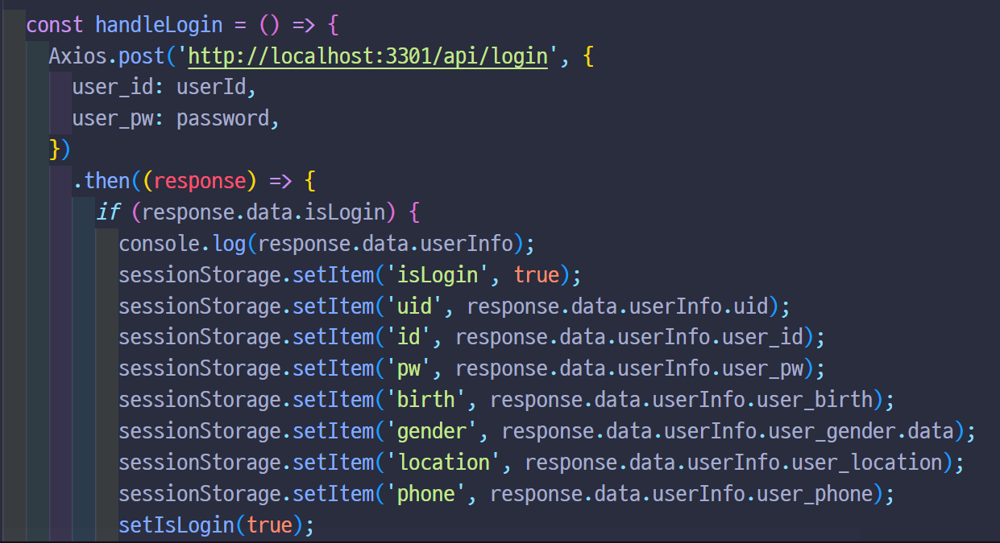 const handleLogin = () => {
Axios.post('http://localhost:3301/api/login', {
user_id: userId,
user_pw: password,
})
.then((response) => {
if (response.data.isLogin) {
console.log(response.data.userInfo);
sessionStorage.setItem('isLogin', true);
sessionStorage.setItem('uid', response.data.userInfo.uid);
sessionStorage.setItem('id', response.data.userInfo.user_id);
sessionStorage.setItem('pw', response.data.userInfo.user_pw);
sessionStorage.setItem('birth', response.data.userInfo.user_birth);
sessionStorage.setItem('gender', response.data.userInfo.user_gender.data);
sessionStorage.setItem('location', response.data.userInfo.user_location);
sessionStorage.setItem('phone', response.data.userInfo.user_phone);
setIsLogin(true);